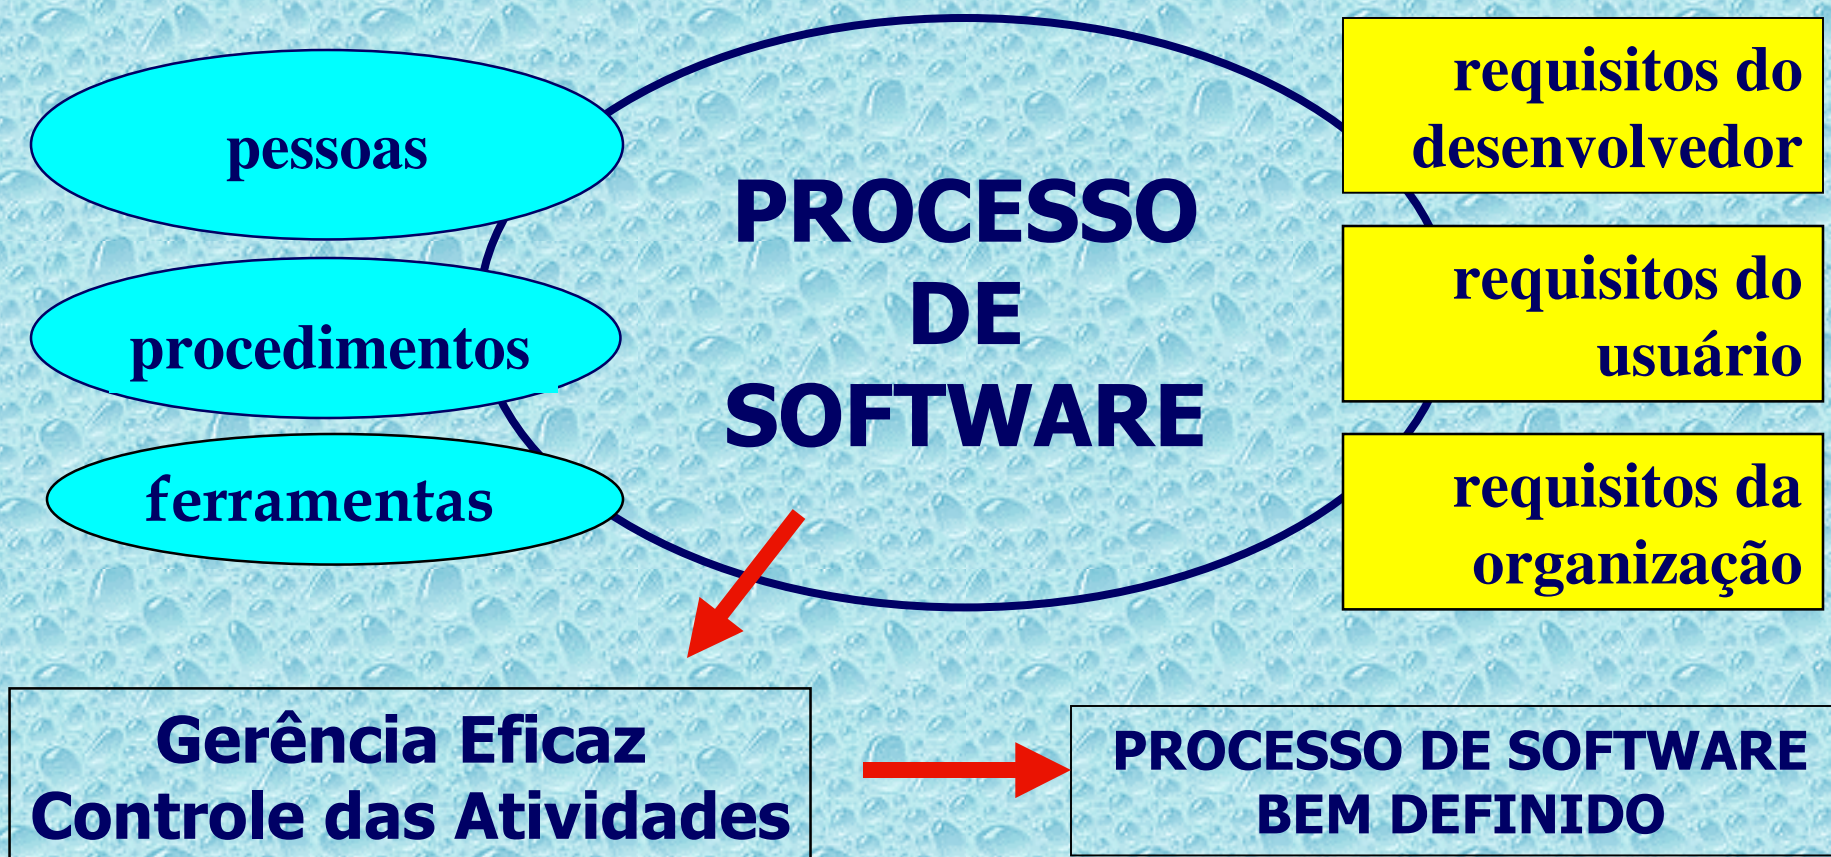 pessoas
procedimentos
ferramentas
PROCESSO
DE
SOFTWARE
requisitos do
desenvolvedor
requisitos do
usuário
requisitos da
organização
Gerência Eficaz
Controle das Atividades
PROCESSO DE SOFTWARE
BEM DEFINIDO